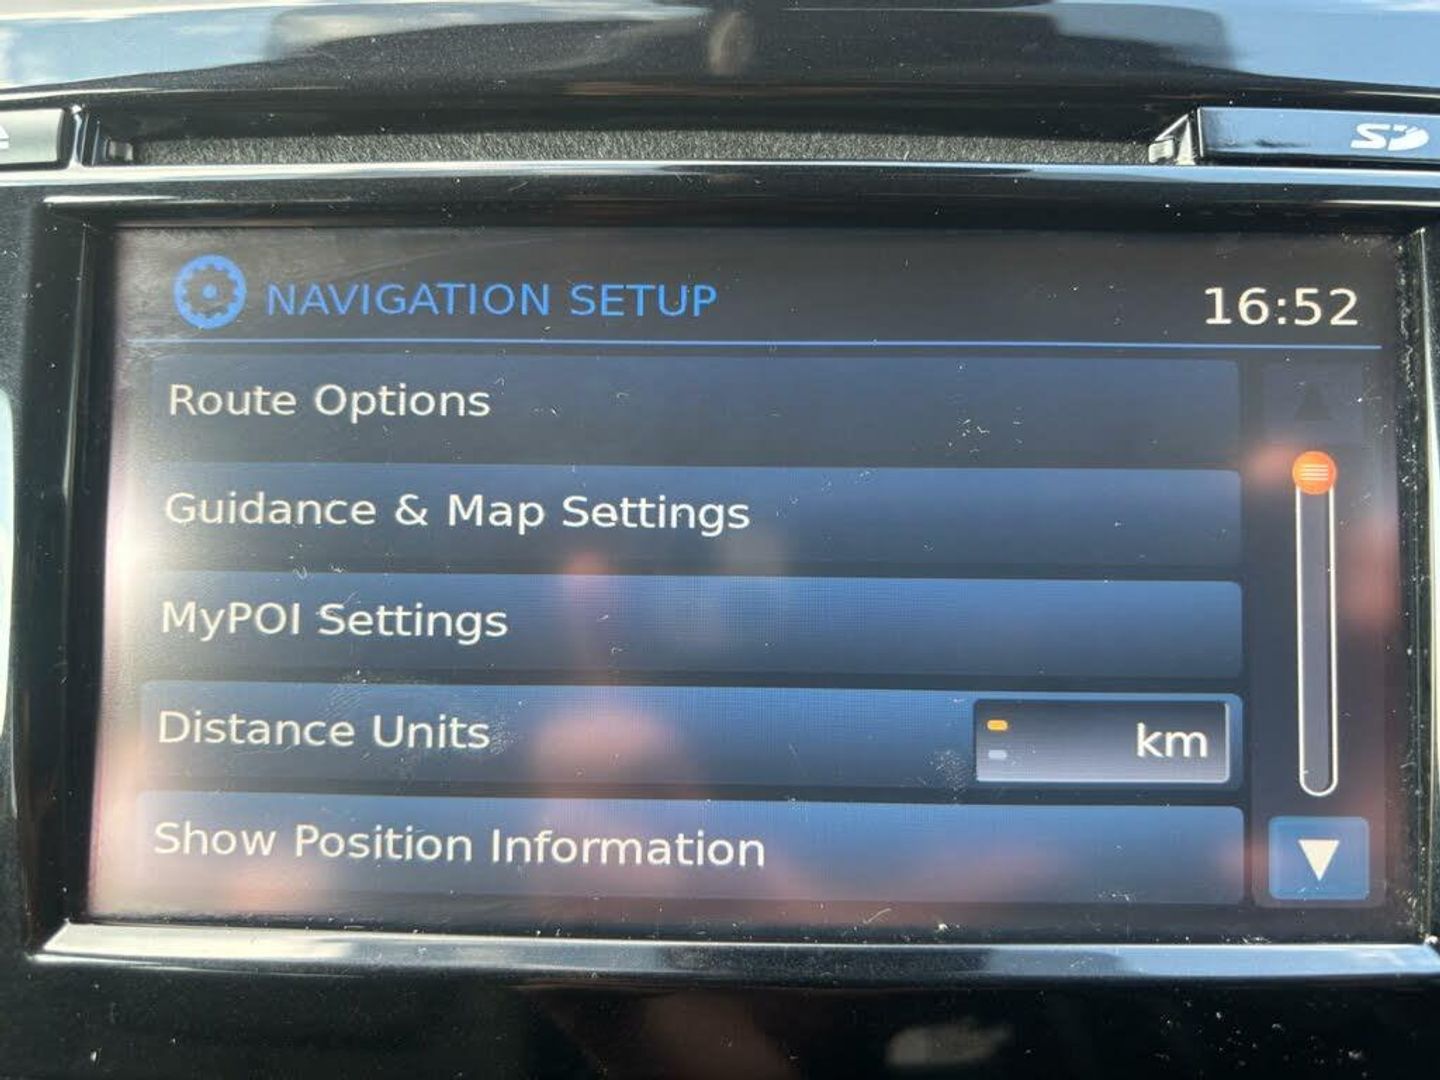 SD
NAVIGATION SETUP
16:52
Route Options
Guidance & Map Settings
MyPOI Settings
Distance Units
km
Show Position Information